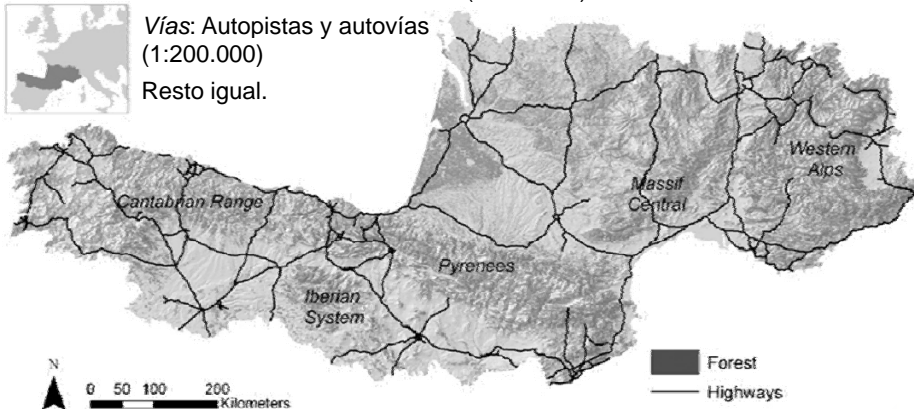 Vías: Autopistas y autovías
(1:200.000)
Resto igual.
Western
Alps
Massif
Central
Cantabrian Range
Pyrenees
Iberian
System
N
0 50 100 200
Kilometers
Forest
Highways